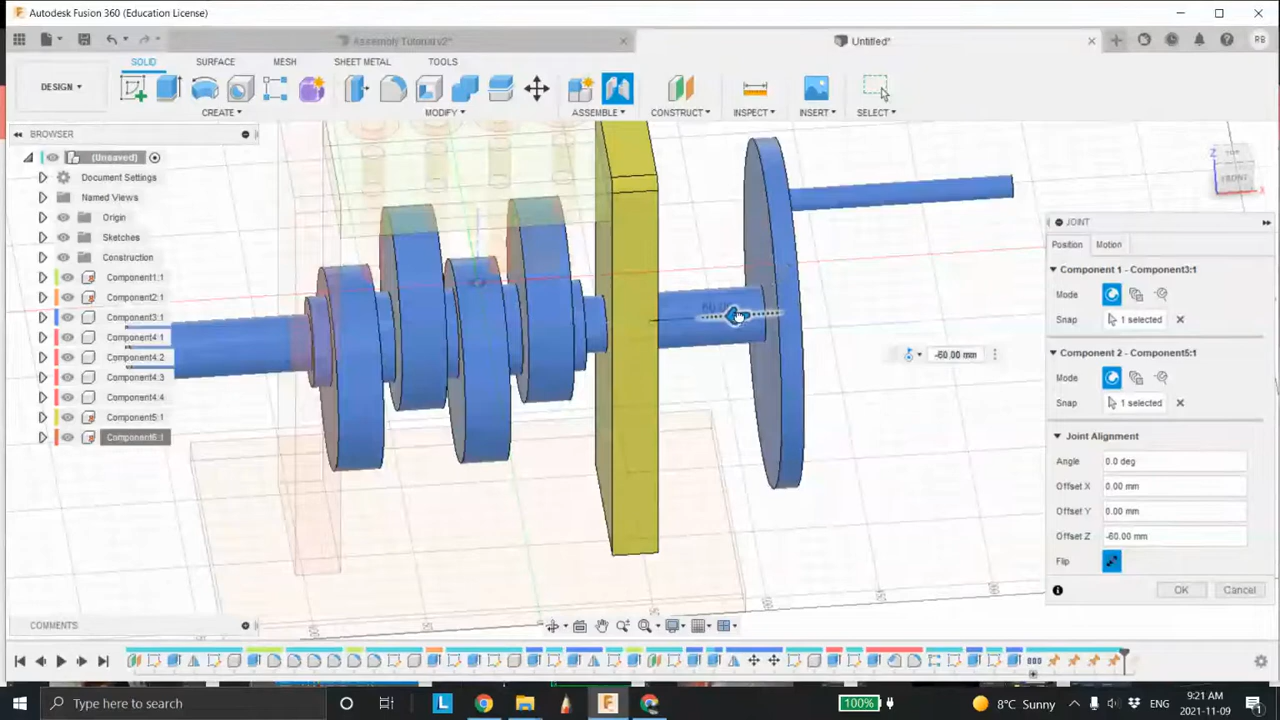 Autodesk Fusion 360 (Education License)
Assembly Tutorial v2*
Untitled*
RB
DESIGN
SOLID SURFACE MESH SHEET METAL TOOLS
CREATE MODIFY ASSEMBLE CONSTRUCT INSPECT INSERT SELECT
BROWSER
(Unsaved)
Document Settings
Named Views
Origin
Sketches
Construction
Component1:1
Component2:1
Component3:1
Component4:1
Component4:2
Component4:3
Component4:4
Component5:1
Component6:1
TOP
FRONT
Z
X
-60.00 mm
JOINT
Position Motion
Component 1 - Component3:1
Mode
Snap 1 selected
Component 2 - Component5:1
Mode
Snap 1 selected
Joint Alignment
Angle 0.0 deg
Offset X 0.00 mm
Offset Y 0.00 mm
Offset Z -60.00 mm
Flip
OK Cancel
COMMENTS
Type here to search
100%
8°C Sunny
ENG
9:21 AM
2021-11-09